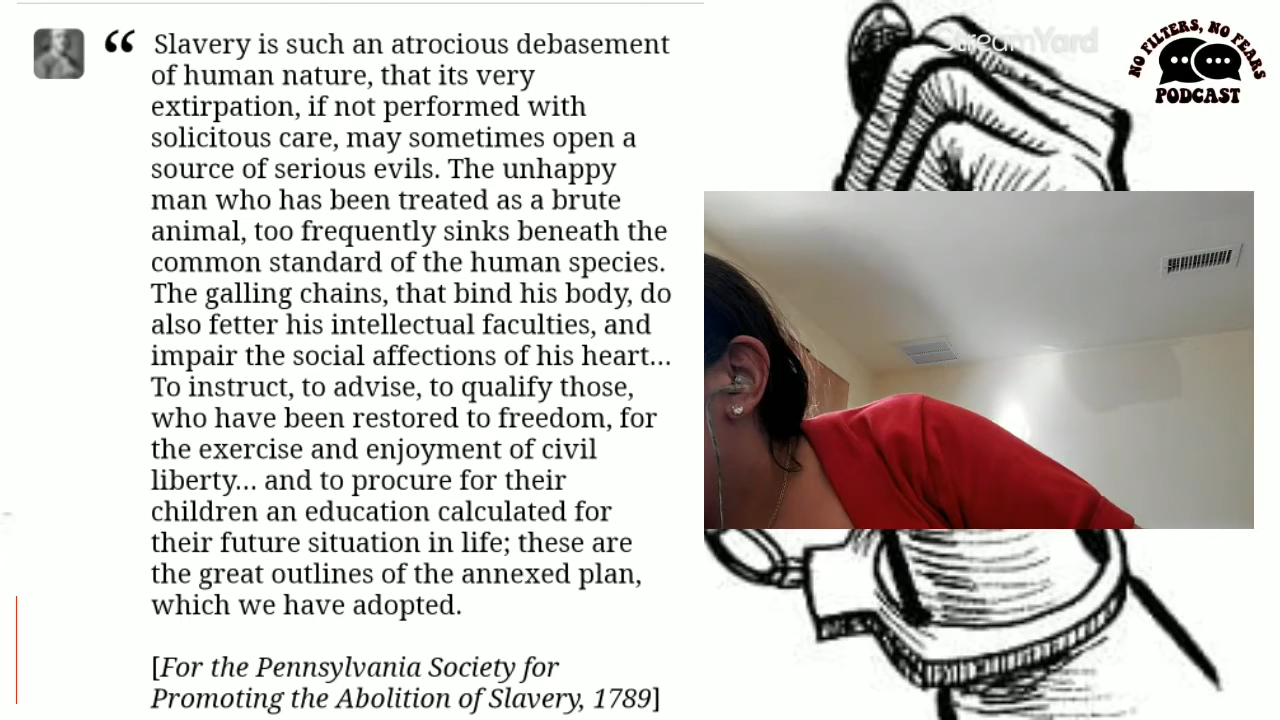 “ Slavery is such an atrocious debasement
of human nature, that its very
extirpation, if not performed with
solicitous care, may sometimes open a
source of serious evils. The unhappy
man who has been treated as a brute
animal, too frequently sinks beneath the
common standard of the human species.
The galling chains, that bind his body, do
also fetter his intellectual faculties, and
impair the social affections of his heart...
To instruct, to advise, to qualify those,
who have been restored to freedom, for
the exercise and enjoyment of civil
liberty... and to procure for their
children an education calculated for
their future situation in life; these are
the great outlines of the annexed plan,
which we have adopted.
[For the Pennsylvania Society for
Promoting the Abolition of Slavery, 1789]
StreamYard
NO FILTERS, NO FEARS
PODCAST